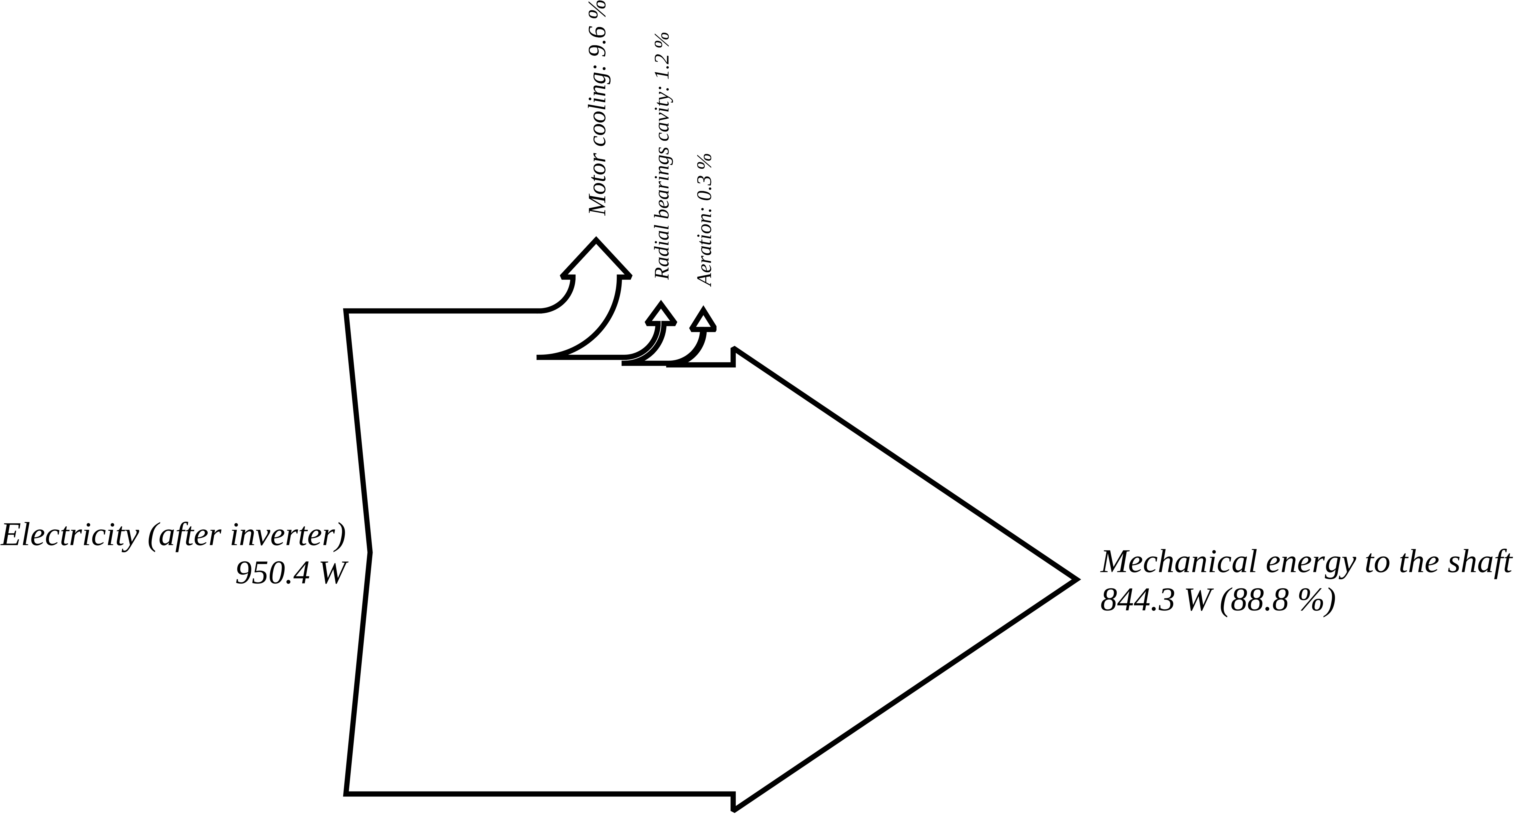 Motor cooling: 9.6 %
Radial bearings cavity: 1.2 %
Aeration: 0.3 %
Electricity (after inverter)
950.4 W
Mechanical energy to the shaft
844.3 W (88.8 %)